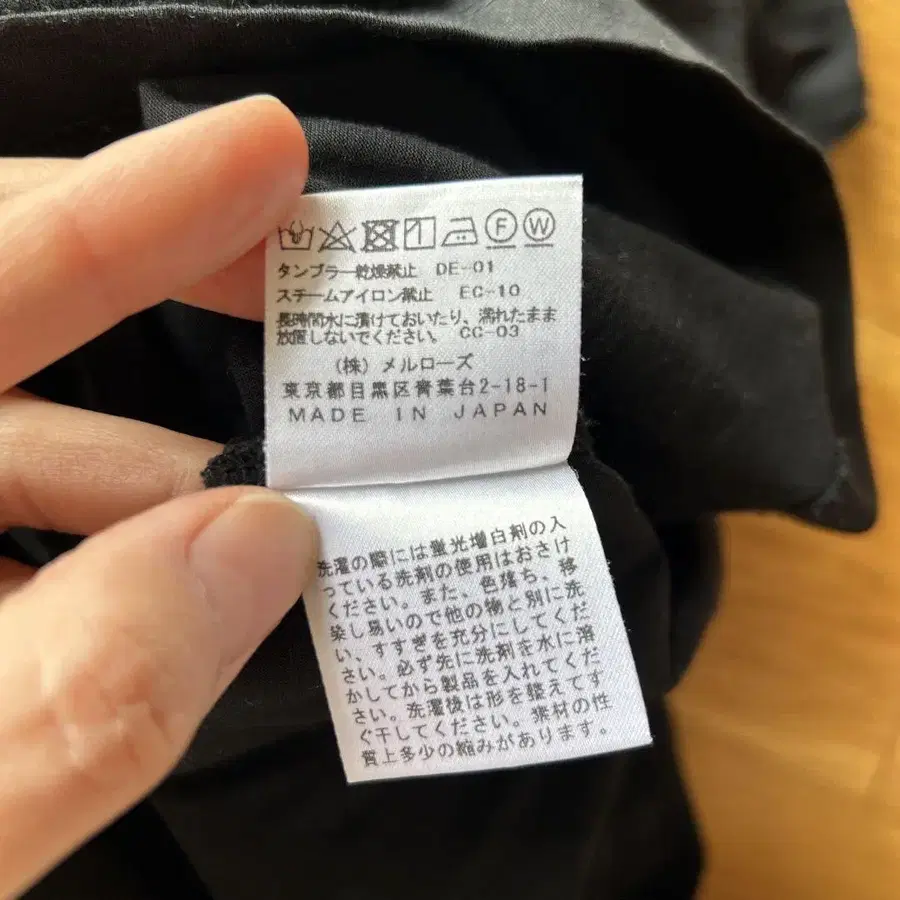 F W
タンブラー乾燥禁止 DE-01
スチームアイロン禁止 EC-10
長時間水に漬けておいたり、濡れたまま
放置しないでください。 CC-03
(株) メルローズ
東京都目黒区青葉台2-18-1
MADE IN JAPAN
洗濯の際には蛍光増白剤の入
っている洗剤の使用はおさけ
ください。また、色落ち、移
染し易いので他の物と別に洗
い、すすぎを充分にしてくだ
さい。必ず先に洗剤を水に溶
かしてから製品を入れてくだ
さい。洗濯後は形を整えてす
ぐ干してください。素材の性
質上多少の縮みがあります。